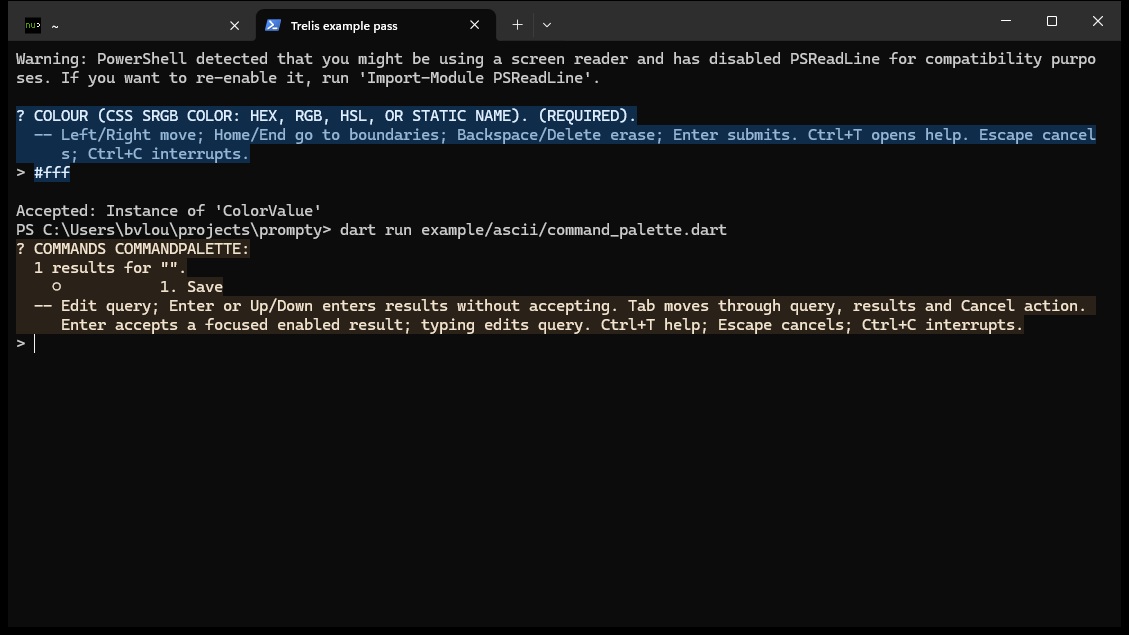 nu> ~
Trelis example pass
Warning: PowerShell detected that you might be using a screen reader and has disabled PSReadLine for compatibility purpo
ses. If you want to re-enable it, run 'Import-Module PSReadLine'.
? COLOUR (CSS SRGB COLOR: HEX, RGB, HSL, OR STATIC NAME). (REQUIRED).
-- Left/Right move; Home/End go to boundaries; Backspace/Delete erase; Enter submits. Ctrl+T opens help. Escape cancel
s; Ctrl+C interrupts.
> #fff
Accepted: Instance of 'ColorValue'
PS C:\Users\bvlou\projects\prompty> dart run example/ascii/command_palette.dart
? COMMANDS COMMANDPALETTE:
1 results for "".
o 1. Save
-- Edit query; Enter or Up/Down enters results without accepting. Tab moves through query, results and Cancel action.
Enter accepts a focused enabled result; typing edits query. Ctrl+T help; Escape cancels; Ctrl+C interrupts.
>